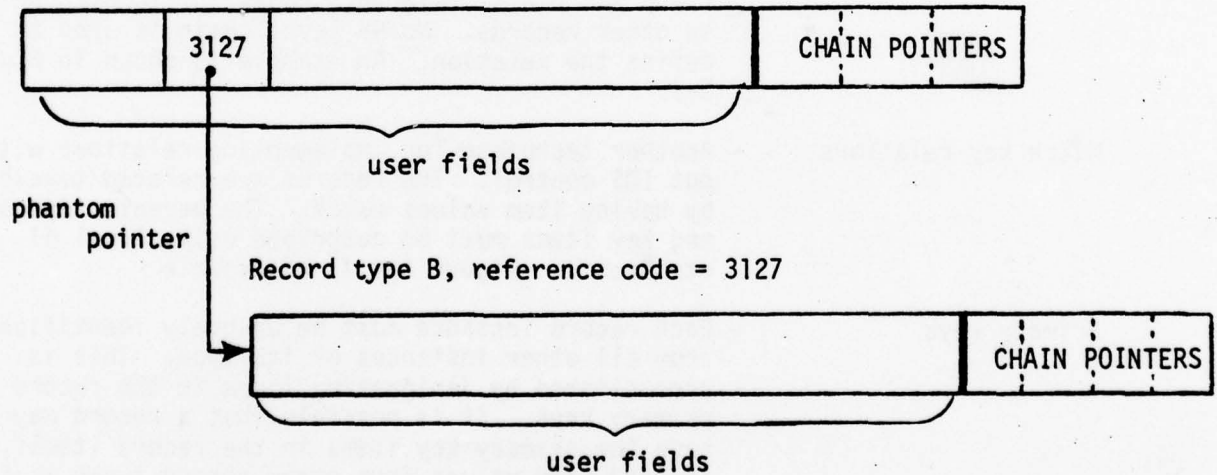 3127
CHAIN POINTERS
user fields
phantom
pointer
Record type B, reference code = 3127
CHAIN POINTERS
user fields